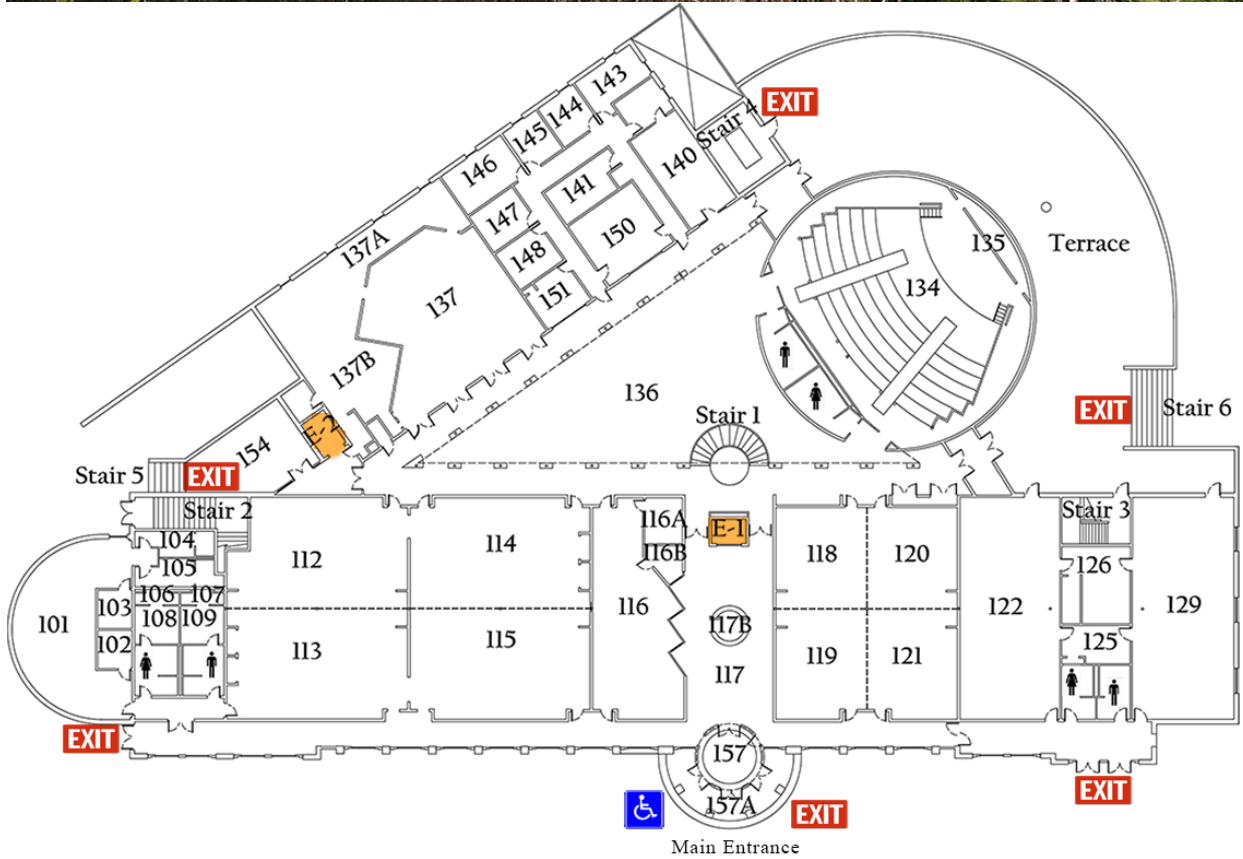 143
EXIT
144
Stair 4
145
146
140
141
147
150
137A
148
135
Terrace
134
151
137
137B
136
E-2
Stair 1
EXIT
Stair 6
154
Stair 5
EXIT
Stair 2
116A
E-1
Stair 3
104
105
112
114
116B
118
120
126
106
107
103
108
109
101
116
117B
122
129
102
113
115
119
121
125
117
EXIT
157
157A
EXIT
EXIT
Main Entrance